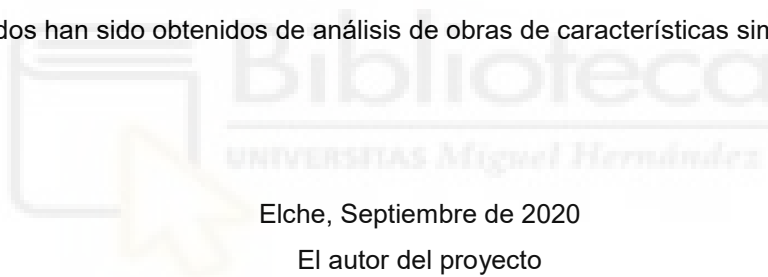 dos han sido obtenidos de análisis de obras de características sim
Biblioteca
UNIVERSITAS Miguel Hernández
Elche, Septiembre de 2020
El autor del proyecto